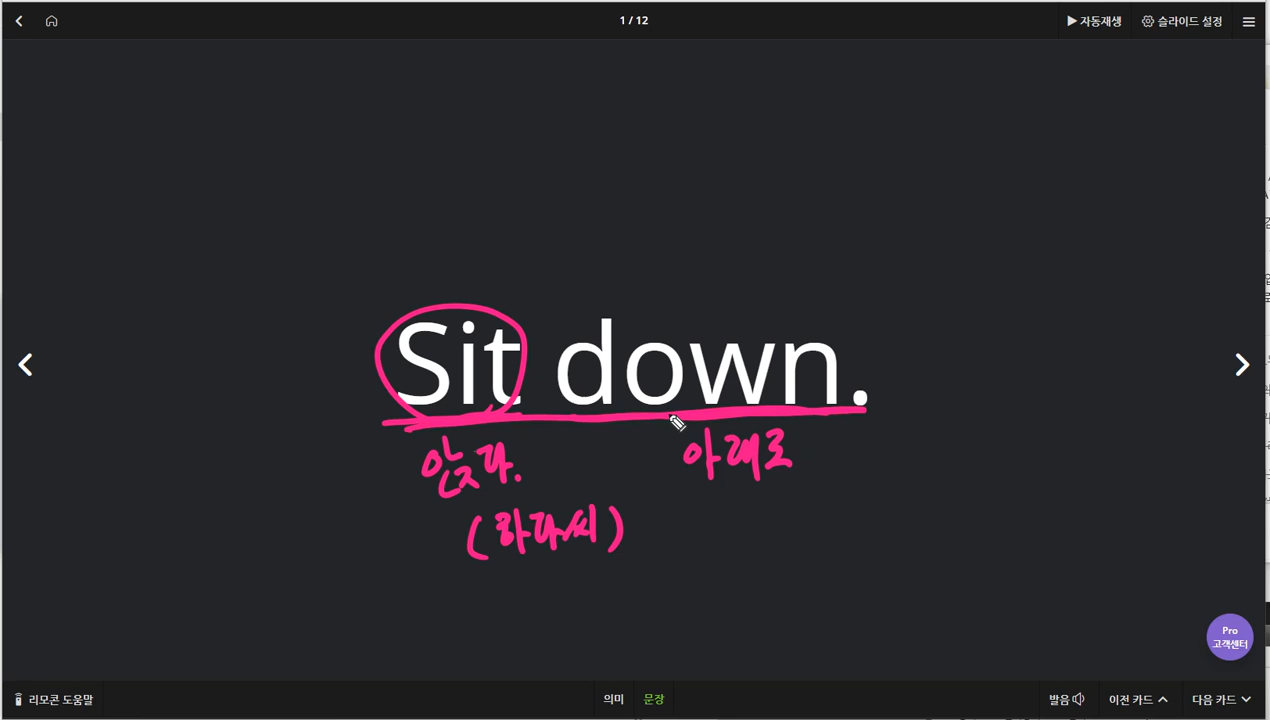 1 / 12
자동재생
슬라이드 설정
Sit down.
앉다. 아래로
(하다씨)
Pro
고객센터
리모콘 도움말
의미 문장
발음
이전 카드
다음 카드